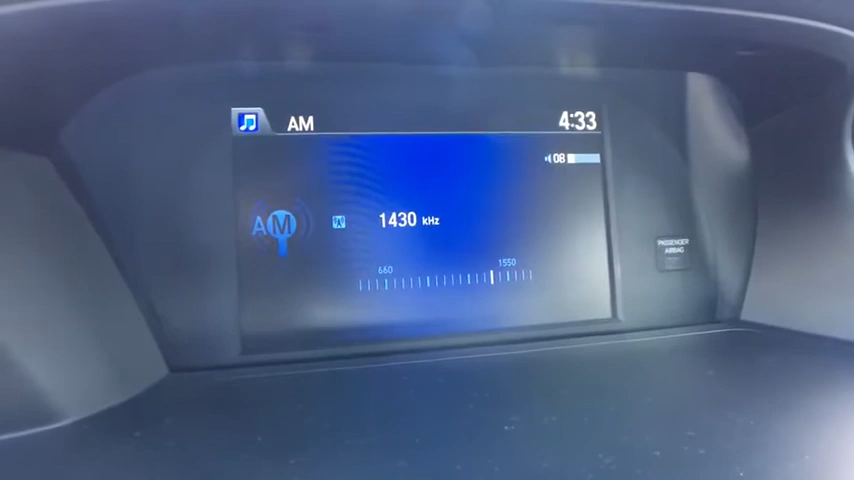 AM
4:33
08
AM
1430 kHz
660
1550
PASSENGER
AIRBAG